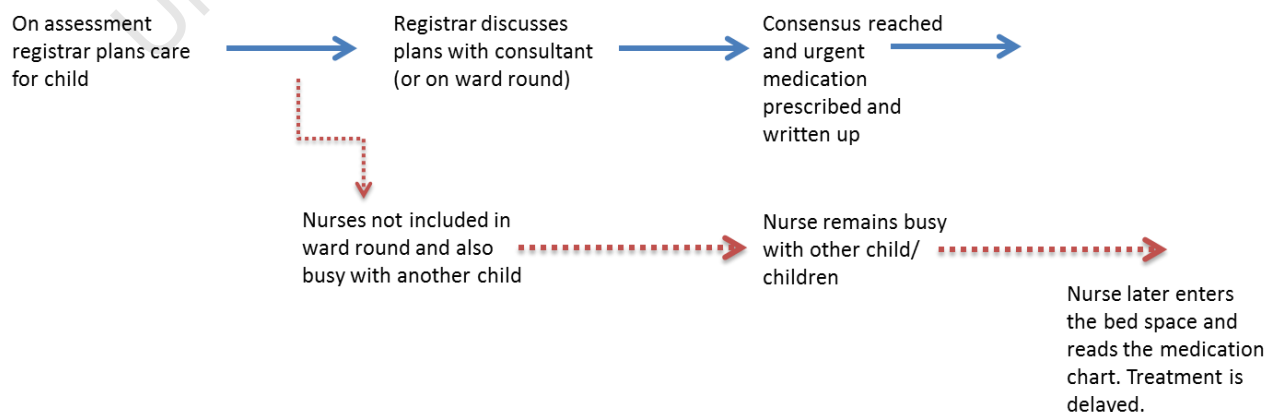 On assessment
registrar plans care
for child
Registrar discusses
plans with consultant
(or on ward round)
Consensus reached
and urgent
medication
prescribed and
written up
Nurses not included in
ward round and also
busy with another child
Nurse remains busy
with other child/
children
Nurse later enters
the bed space and
reads the medication
chart. Treatment is
delayed.